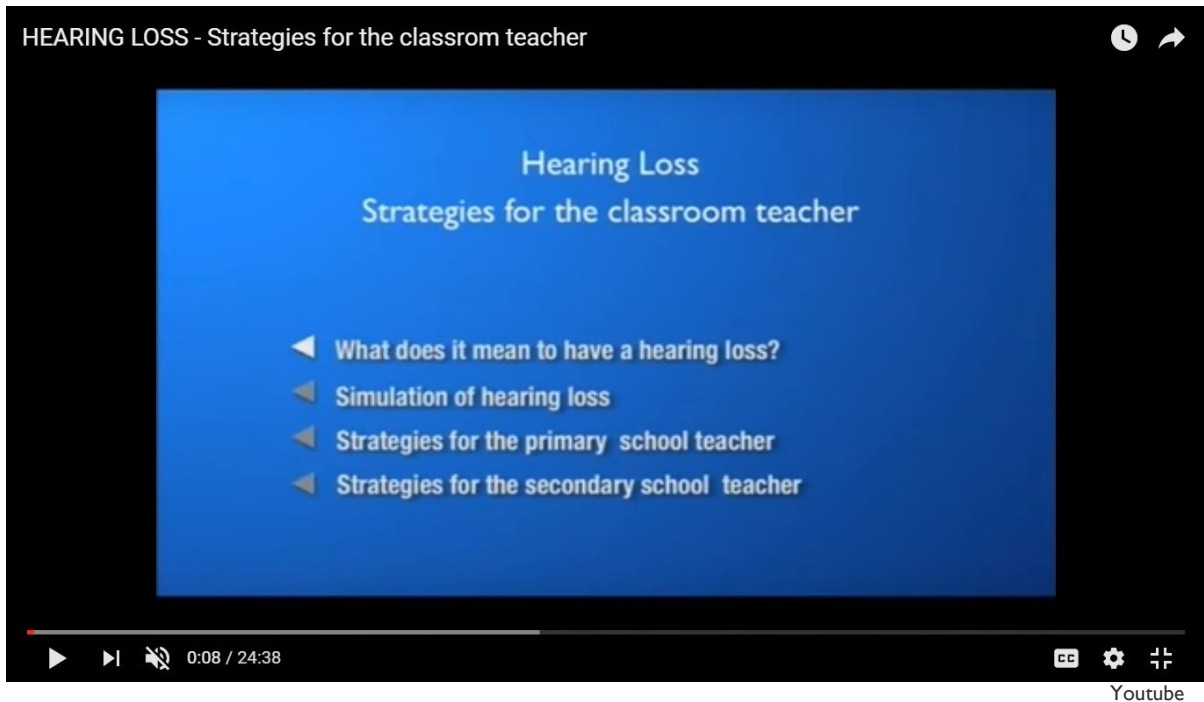 HEARING LOSS - Strategies for the classrom teacher
Hearing Loss
Strategies for the classroom teacher
What does it mean to have a hearing loss?
Simulation of hearing loss
Strategies for the primary school teacher
Strategies for the secondary school teacher
0:08 / 24:38
CC
Youtube